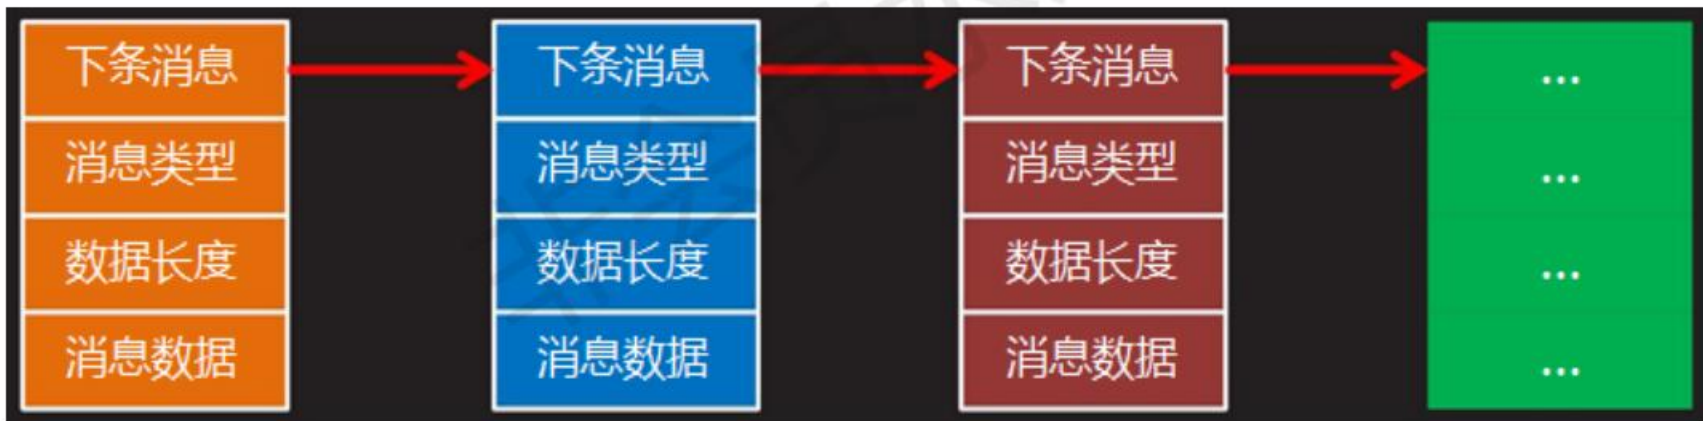 下条消息 下条消息 下条消息 ...
消息类型 消息类型 消息类型 ...
数据长度 数据长度 数据长度 ...
消息数据 消息数据 消息数据 ...